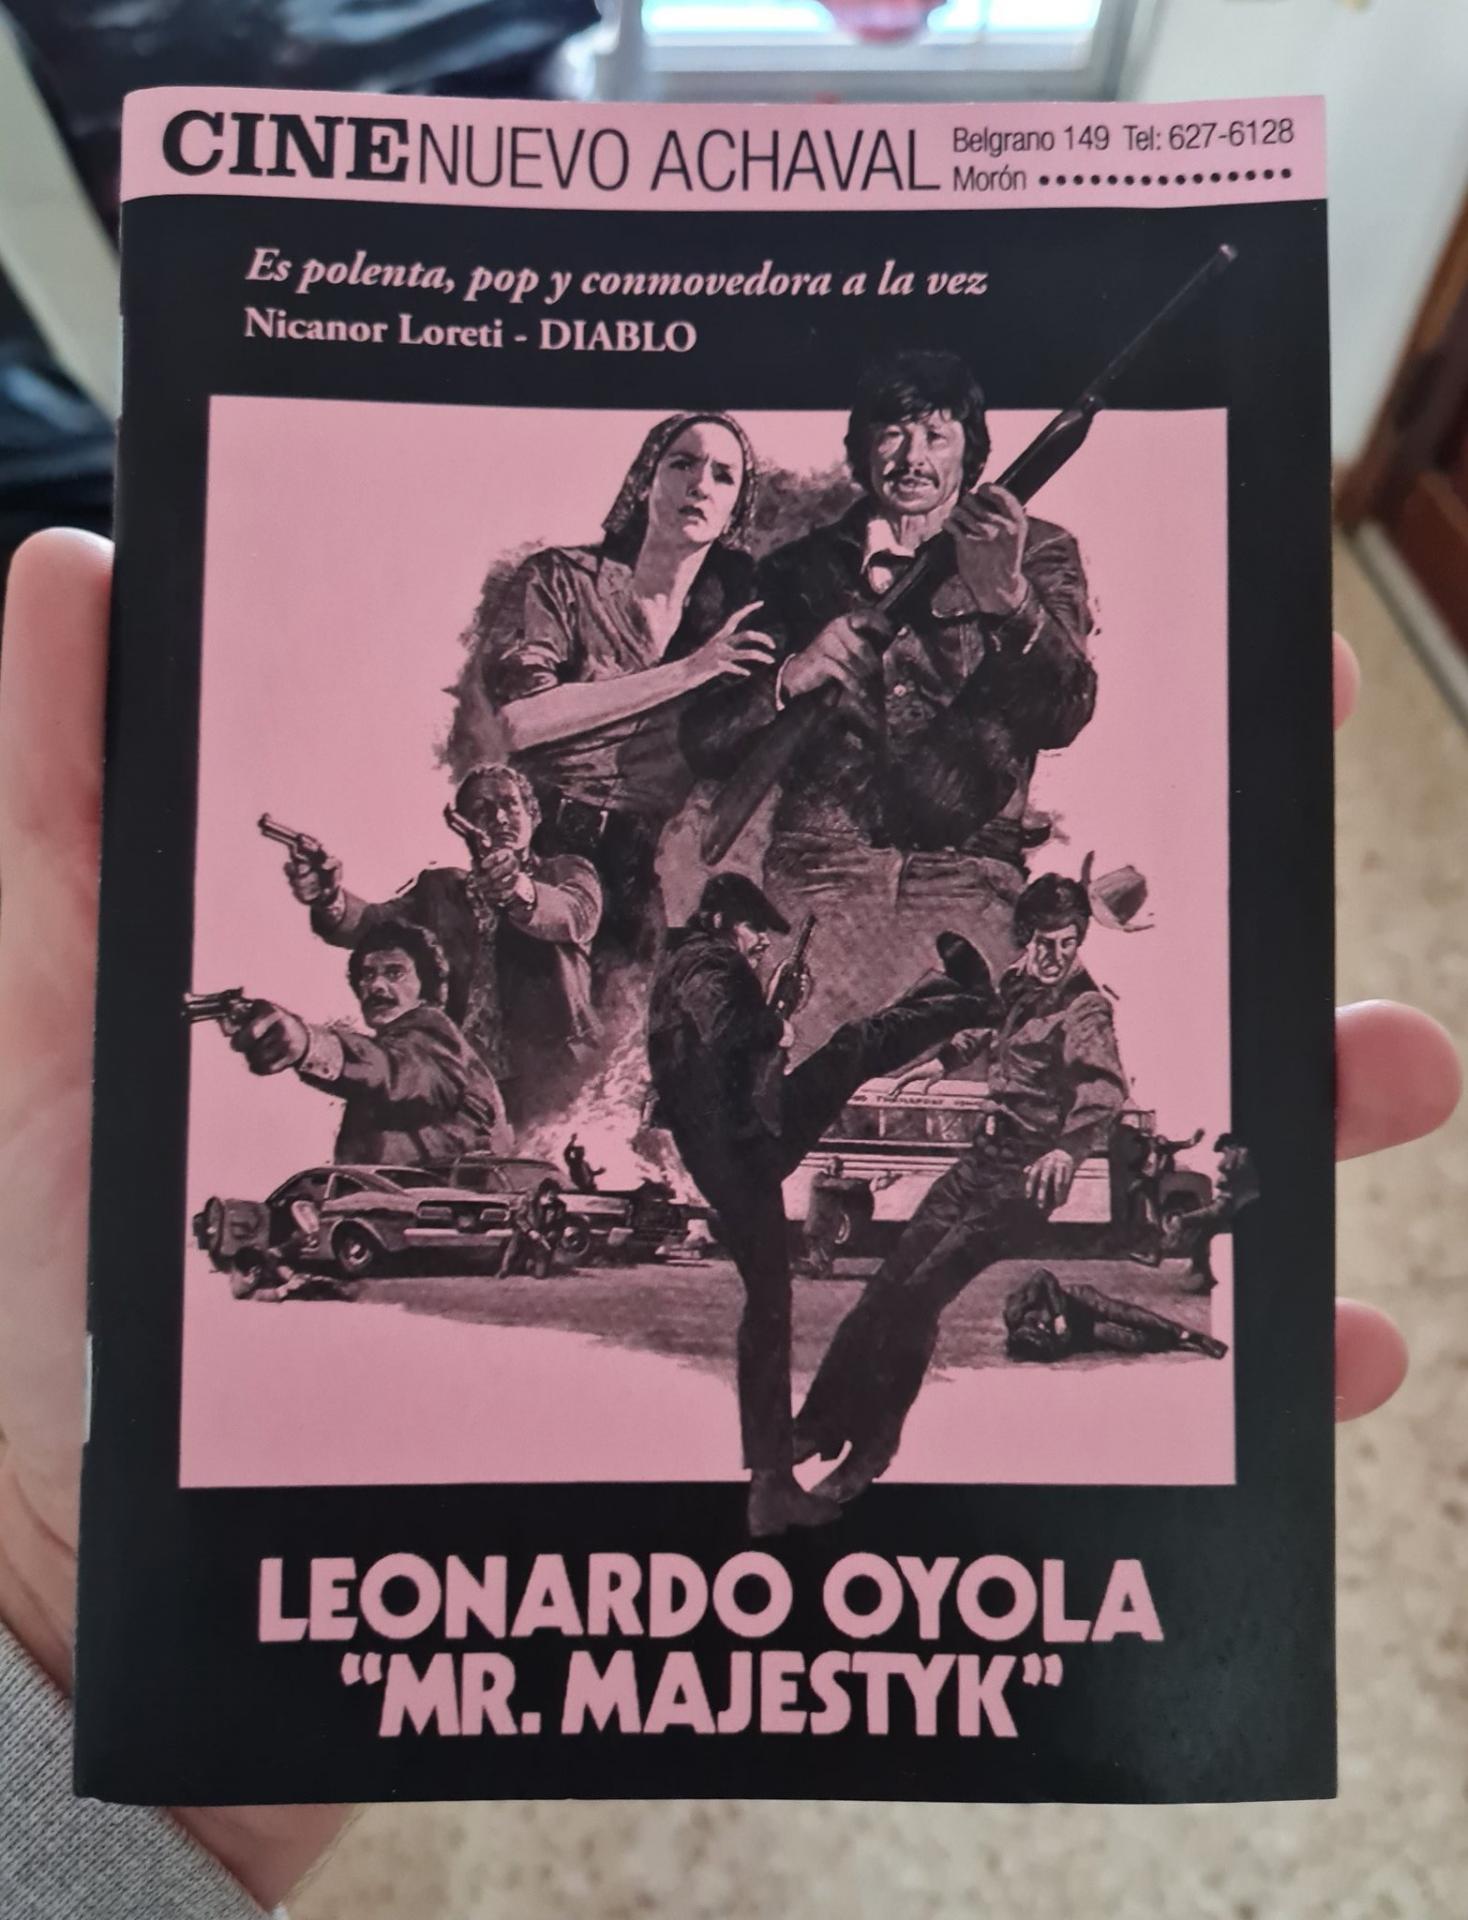 CINE NUEVO ACHAVAL Belgrano 149 Tel: 627-6128
Morón ...............
Es polenta, pop y conmovedora a la vez
Nicanor Loreti - DIABLO
LEONARDO OYOLA
“MR. MAJESTYK”